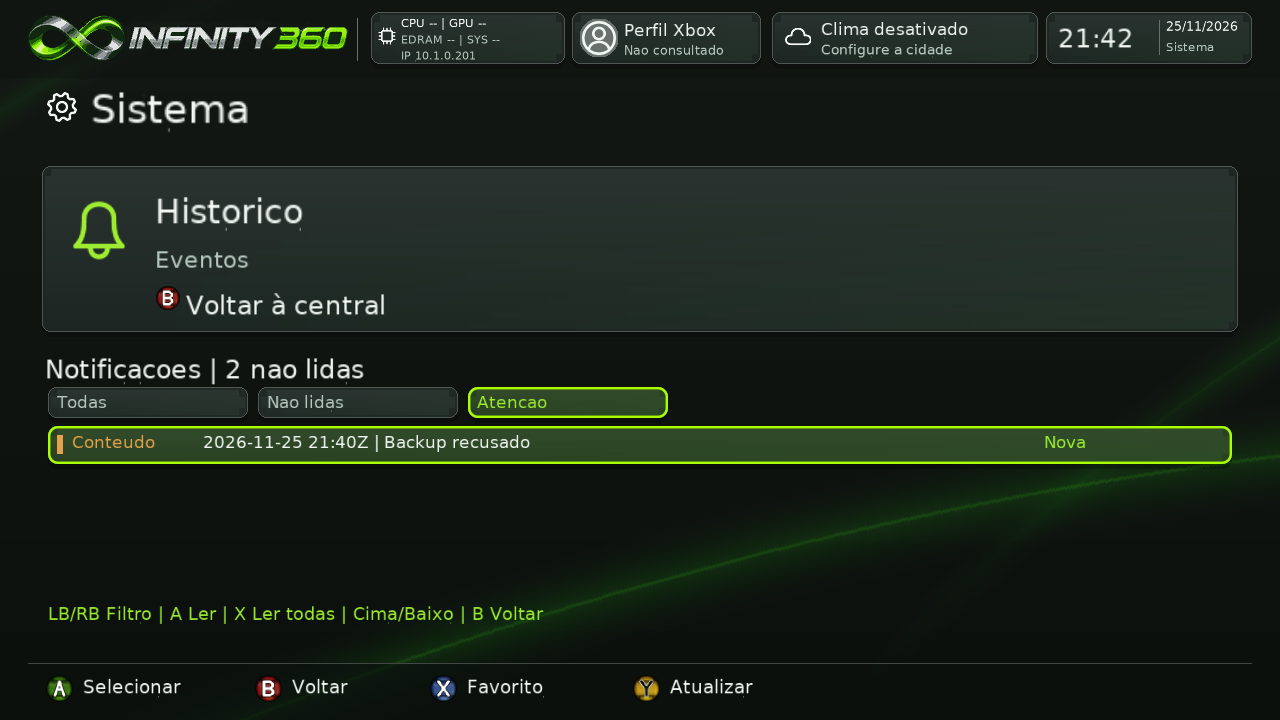 INFINITY 360
CPU -- | GPU --
EDRAM -- | SYS --
IP 10.1.0.201
Perfil Xbox
Nao consultado
Clima desativado
Configure a cidade
21:42
25/11/2026
Sistema
Sistema
Historico
Eventos
B Voltar à central
Notificacoes | 2 nao lidas
Todas
Nao lidas
Atencao
Conteudo 2026-11-25 21:40Z | Backup recusado Nova
LB/RB Filtro | A Ler | X Ler todas | Cima/Baixo | B Voltar
A Selecionar B Voltar X Favorito Y Atualizar